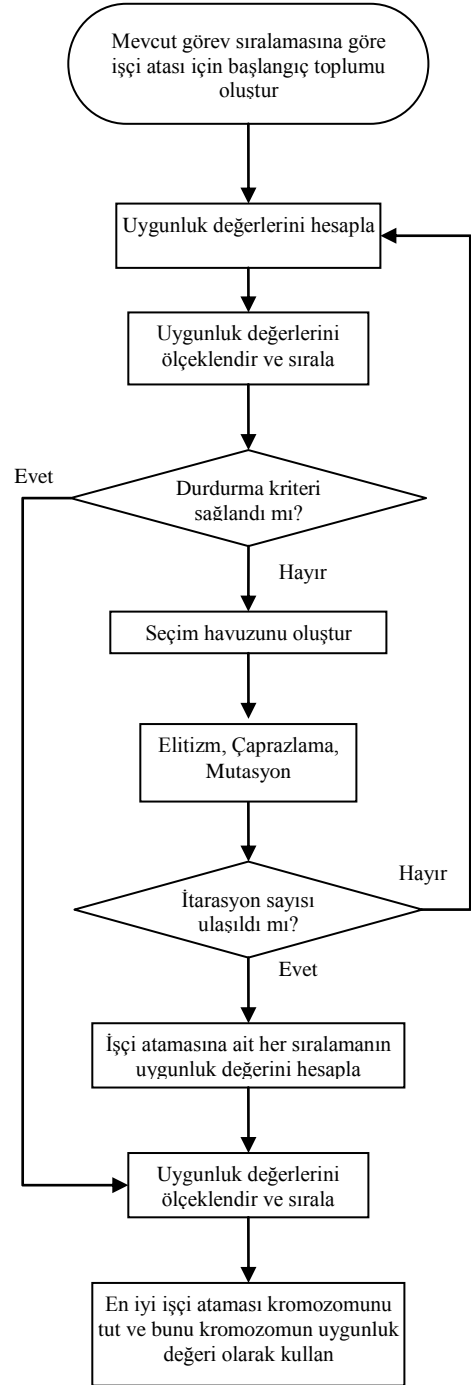 Mevcut görev sıralamasına göre
işçi atası için başlangıç toplumu
oluştur
Uygunluk değerlerini hesapla
Uygunluk değerlerini
ölçeklendir ve sırala
Evet
Durdurma kriteri
sağlandı mı?
Hayır
Seçim havuzunu oluştur
Elitizm, Çaprazlama,
Mutasyon
Hayır
İtarasyon sayısı
ulaşıldı mı?
Evet
İşçi atamasına ait her sıralamanın
uygunluk değerini hesapla
Uygunluk değerlerini
ölçeklendir ve sırala
En iyi işçi ataması kromozomunu
tut ve bunu kromozomun uygunluk
değeri olarak kullan